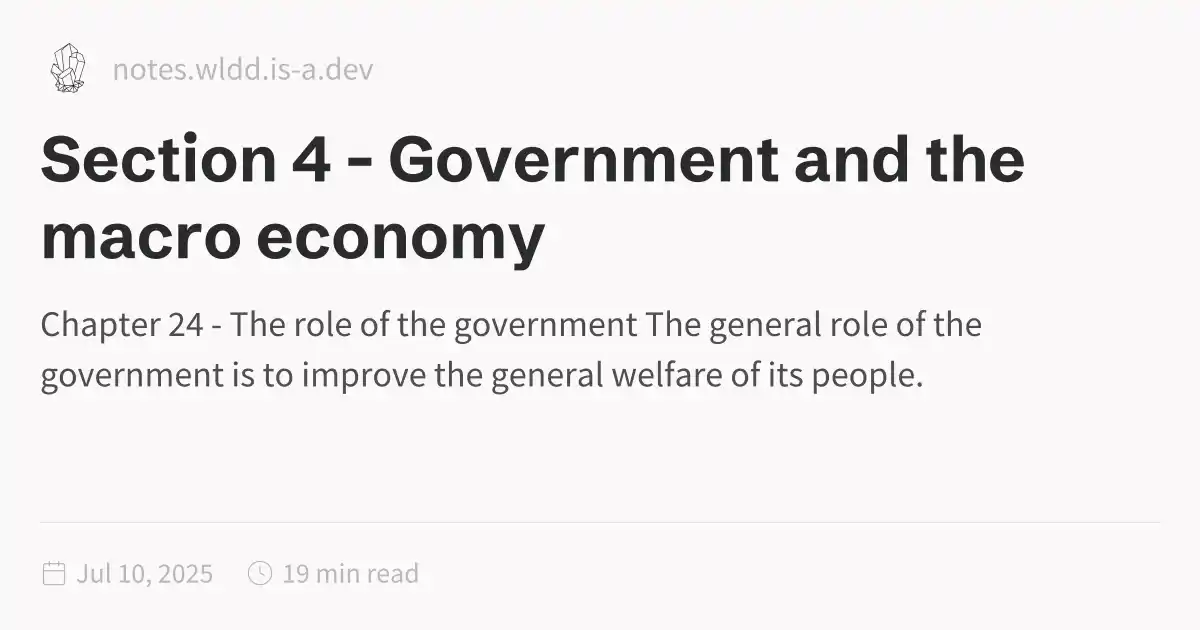 notes.wldd.is-a.dev
Section 4 - Government and the
macro economy
Chapter 24 - The role of the government The general role of the
government is to improve the general welfare of its people.
Jul 10, 2025
19 min read